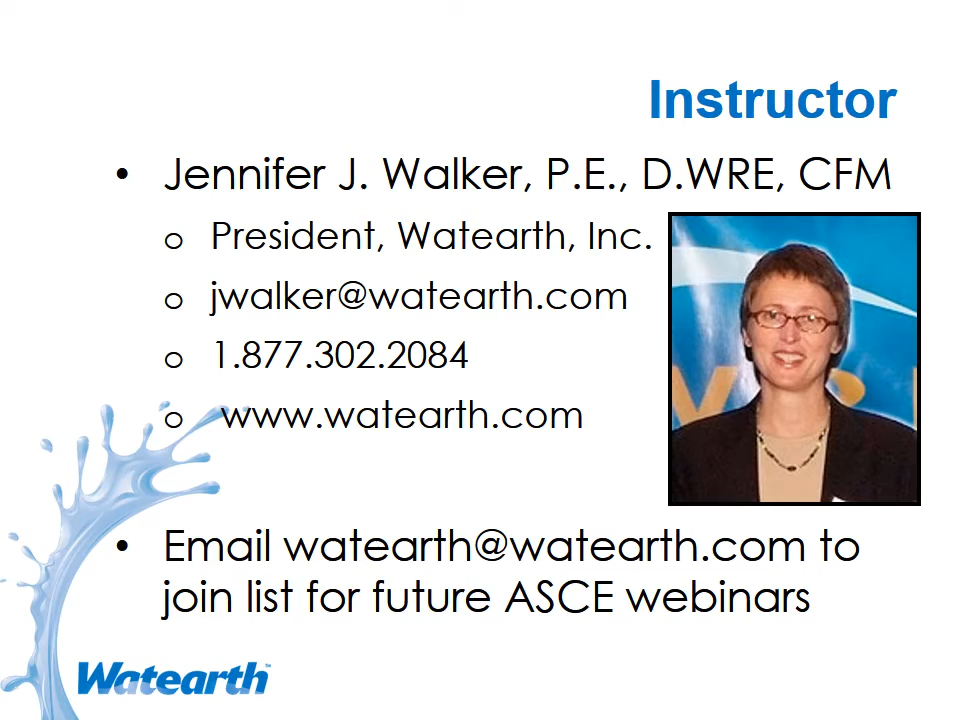 Instructor
• Jennifer J. Walker, P.E., D.WRE, CFM
o President, Watearth, Inc.
o jwalker@watearth.com
o 1.877.302.2084
o www.watearth.com
• Email watearth@watearth.com to
join list for future ASCE webinars
Watearth™